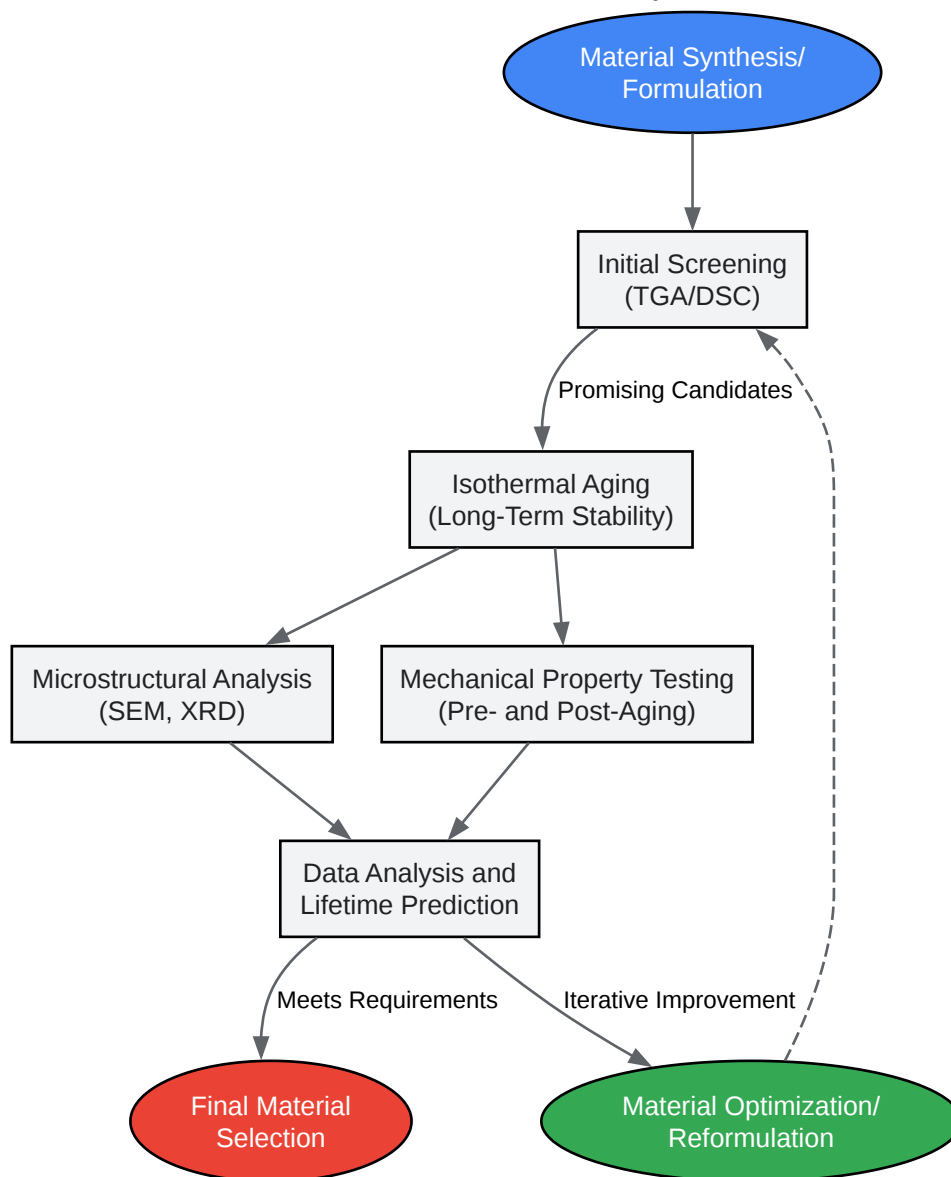 Material Synthesis/
Formulation
Initial Screening
(TGA/DSC)
Promising Candidates
Isothermal Aging
(Long-Term Stability)
Microstructural Analysis
(SEM, XRD)
Mechanical Property Testing
(Pre- and Post-Aging)
Data Analysis and
Lifetime Prediction
Meets Requirements
Iterative Improvement
Final Material
Selection
Material Optimization/
Reformulation